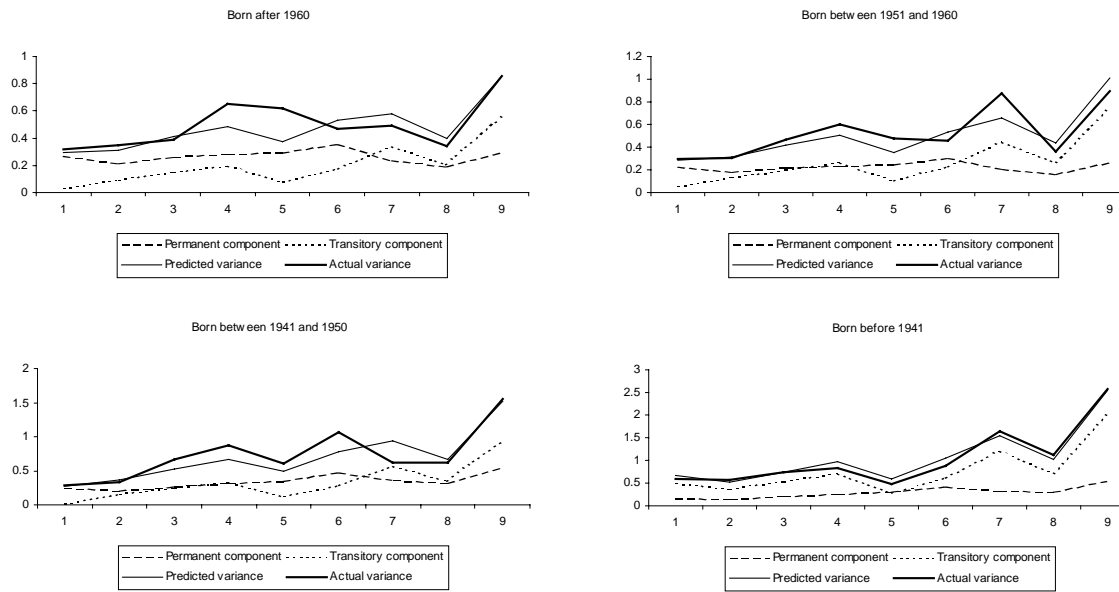 Born after 1960
1
0.8
0.6
0.4
0.2
0
1 2 3 4 5 6 7 8 9
Permanent component Transitory component
Predicted variance Actual variance
Born between 1951 and 1960
1.2
1
0.8
0.6
0.4
0.2
0
1 2 3 4 5 6 7 8 9
Permanent component Transitory component
Predicted variance Actual variance
Born between 1941 and 1950
2
1.5
1
0.5
0
1 2 3 4 5 6 7 8 9
Permanent component Transitory component
Predicted variance Actual variance
Born before 1941
3
2.5
2
1.5
1
0.5
0
1 2 3 4 5 6 7 8 9
Permanent component Transitory component
Predicted variance Actual variance